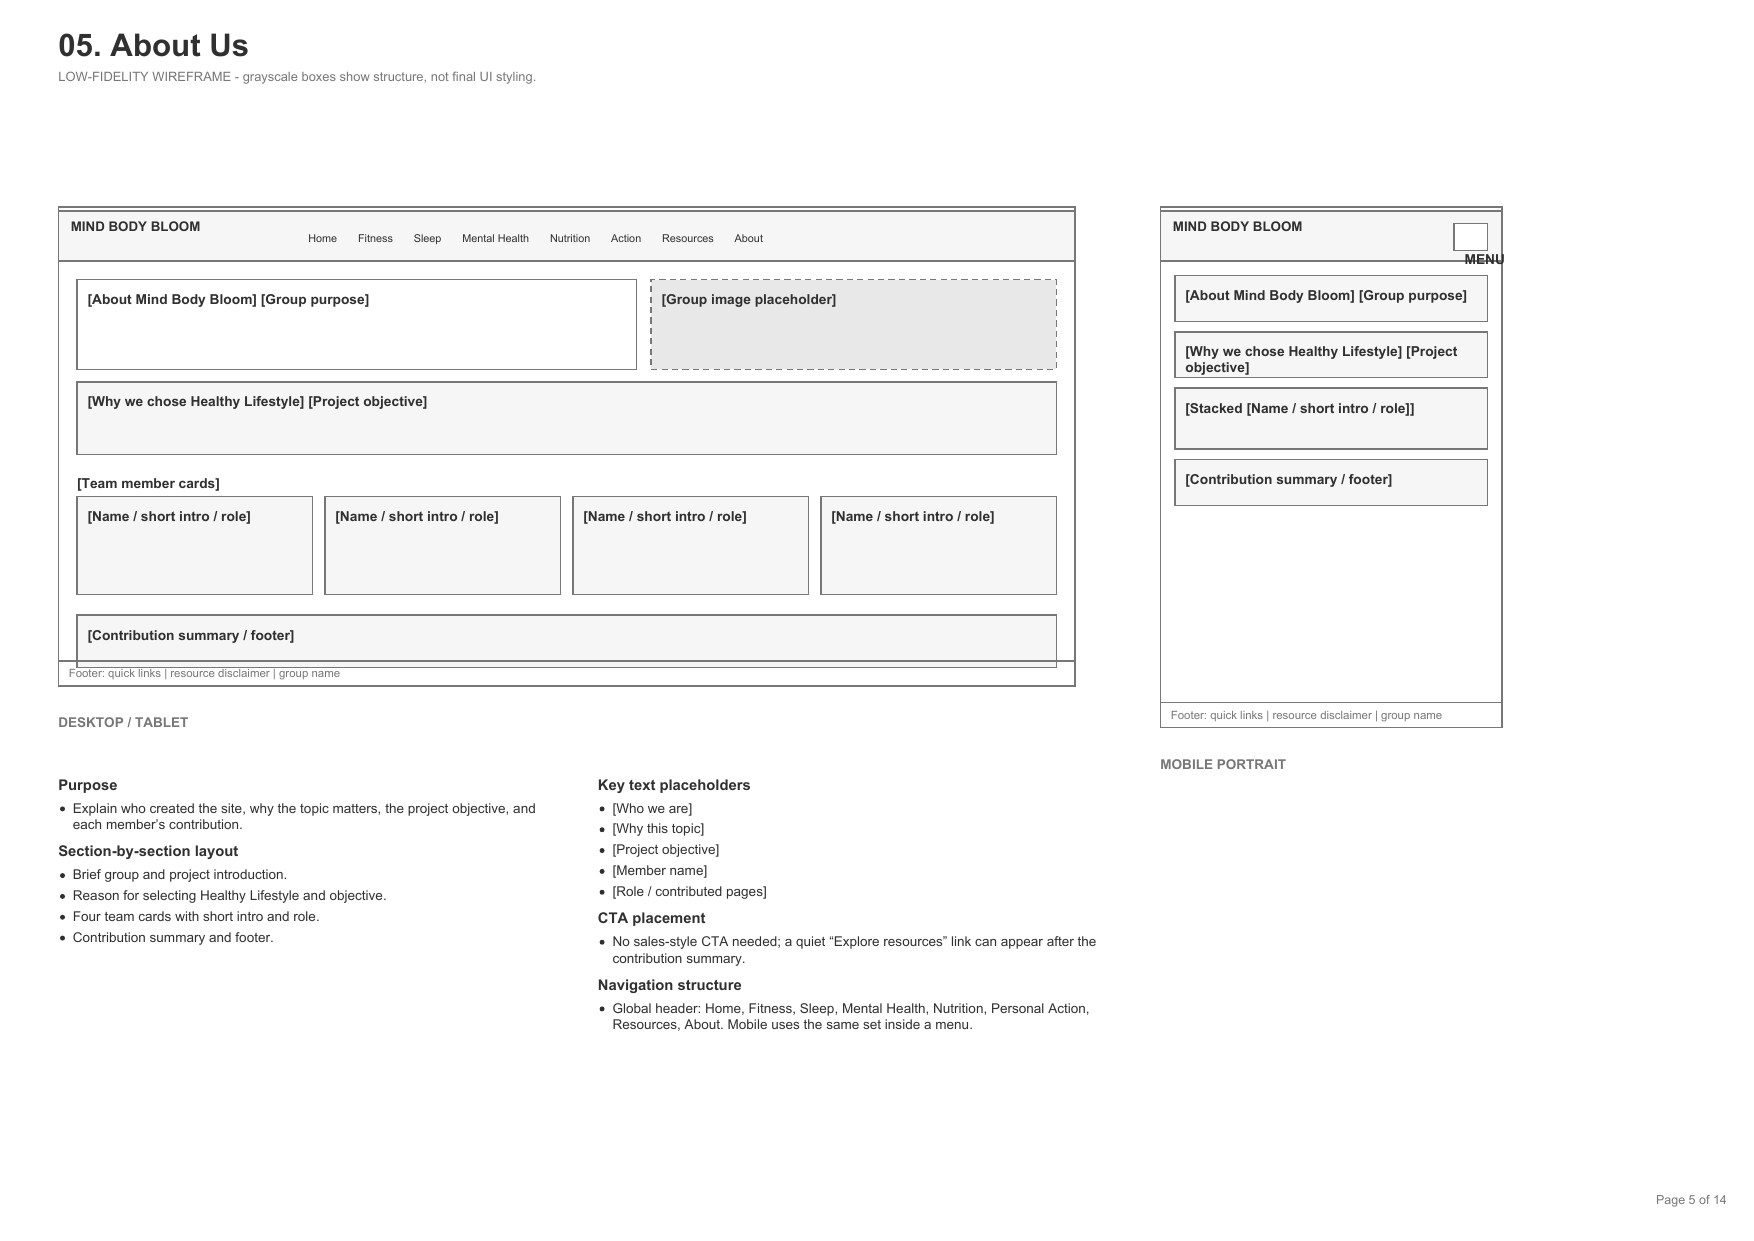 05. About Us
LOW-FIDELITY WIREFRAME - grayscale boxes show structure, not final UI styling.
MIND BODY BLOOM
Home Fitness Sleep Mental Health Nutrition Action Resources About
[About Mind Body Bloom] [Group purpose]
[Group image placeholder]
[Why we chose Healthy Lifestyle] [Project objective]
[Team member cards]
[Name / short intro / role]
[Name / short intro / role]
[Name / short intro / role]
[Name / short intro / role]
[Contribution summary / footer]
Footer: quick links | resource disclaimer | group name
DESKTOP / TABLET
MIND BODY BLOOM
MENU
[About Mind Body Bloom] [Group purpose]
[Why we chose Healthy Lifestyle] [Project
objective]
[Stacked [Name / short intro / role]]
[Contribution summary / footer]
Footer: quick links | resource disclaimer | group name
MOBILE PORTRAIT
Purpose
• Explain who created the site, why the topic matters, the project objective, and
each member’s contribution.
Section-by-section layout
• Brief group and project introduction.
• Reason for selecting Healthy Lifestyle and objective.
• Four team cards with short intro and role.
• Contribution summary and footer.
Key text placeholders
• [Who we are]
• [Why this topic]
• [Project objective]
• [Member name]
• [Role / contributed pages]
CTA placement
• No sales-style CTA needed; a quiet “Explore resources” link can appear after the
contribution summary.
Navigation structure
• Global header: Home, Fitness, Sleep, Mental Health, Nutrition, Personal Action,
Resources, About. Mobile uses the same set inside a menu.
Page 5 of 14